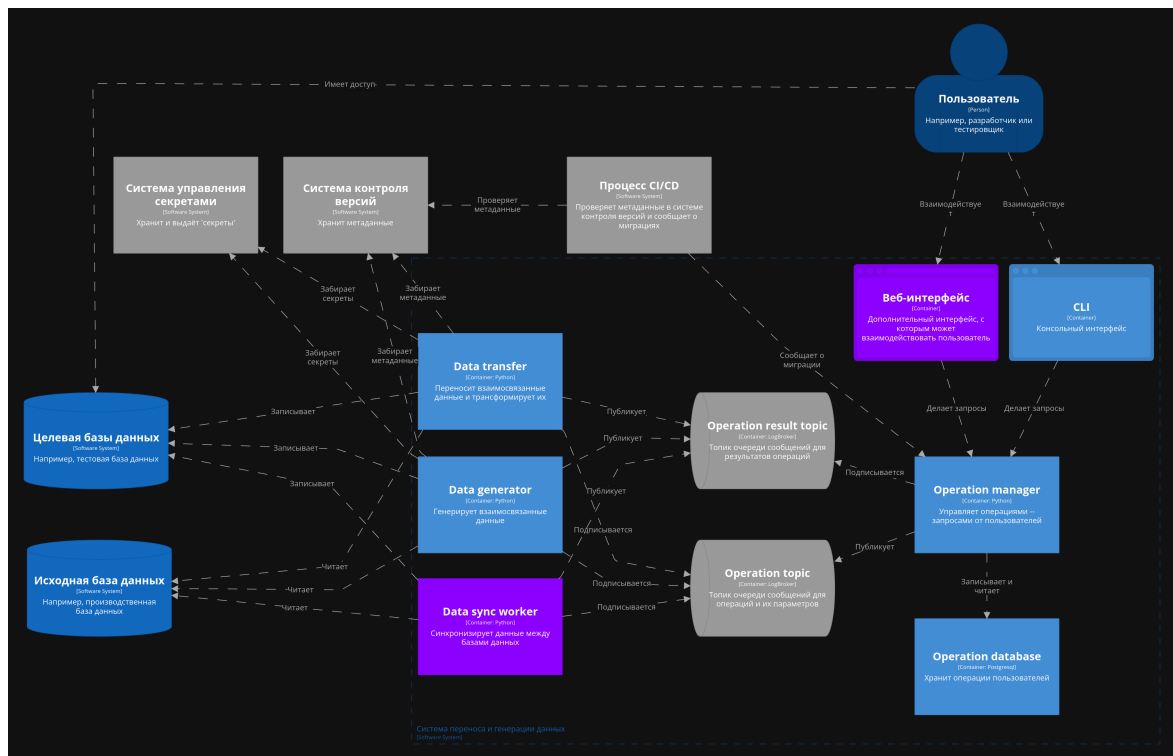 Пользователь
[Person]
Например, разработчик или
тестировщик
Имеет доступ
Система управления
секретами
[Software System]
Хранит и выдаёт 'секреты'
Система контроля
версий
[Software System]
Хранит метаданные
Проверяет
метаданные
Процесс CI/CD
[Software System]
Проверяет метаданные в системе
контроля версий и сообщает о
миграциях
Взаимодействуе
т
Взаимодействуе
т
Забирает
секреты
Забирает
метаданные
Веб-интерфейс
[Container]
Дополнительный интерфейс, с
которым может
взаимодействовать пользователь
CLI
[Container]
Консольный интерфейс
Забирает
секреты
Забирает
метаданные
Data transfer
[Container: Python]
Переносит взаимосвязанные
данные и трансформирует их
Сообщает о
миграции
Записывает
Публикует
Делает запросы
Делает запросы
Целевая базы данных
[Software System]
Например, тестовая база данных
Operation result topic
[Container: LogBroker]
Топик очереди сообщений для
результатов операций
Записывает
Публикует
Подписывается
Записывает
Data generator
[Container: Python]
Генерирует взаимосвязанные
данные
Публикует
Operation manager
[Container: Python]
Управляет операциями --
запросами от пользователей
Подписывается
Публикует
Исходная база данных
[Software System]
Например, производственная
база данных
Читает
Читает
Читает
Подписывается
Подписывается
Operation topic
[Container: LogBroker]
Топик очереди сообщений для
операций и их параметров
Записывает и
читает
Data sync worker
[Container: Python]
Синхронизирует данные между
базами данных
Operation database
[Container: Postgresql]
Хранит операции пользователей
Система переноса и генерации данных
[Software System]